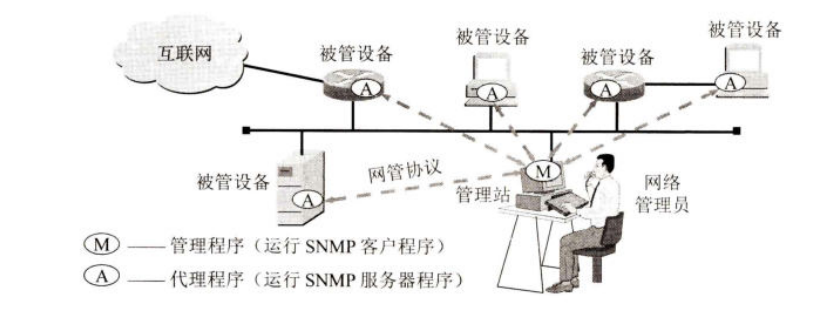 互联网
被管设备
被管设备
被管设备
被管设备
A
A
A
A
被管设备
A
网管协议
M
管理站
网络
管理员
M —— 管理程序（运行 SNMP 客户程序）
A —— 代理程序（运行 SNMP 服务器程序）